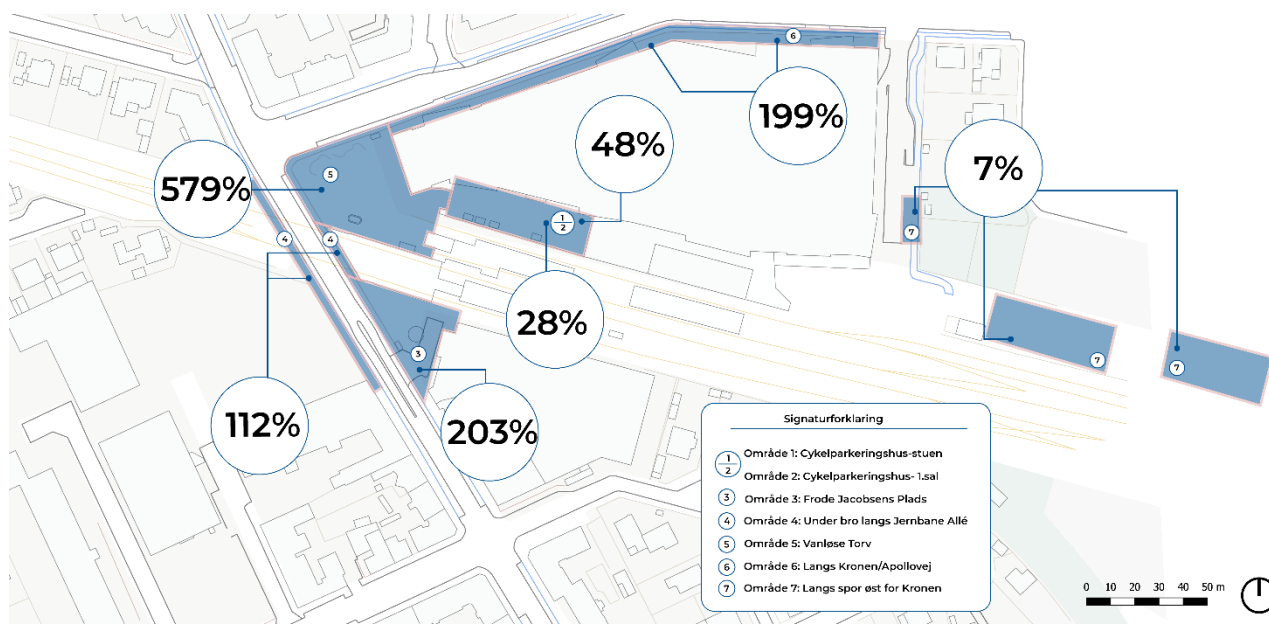 6
199%
48%
7%
579%
5
1
2
7
4
4
28%
3
7
7
112%
203%
Signaturforklaring
1
2
Område 1: Cykelparkeringshus-stuen
Område 2: Cykelparkeringshus- 1.sal
3 Område 3: Frode Jacobsens Plads
4 Område 4: Under bro langs Jernbane Allé
5 Område 5: Vanløse Torv
6 Område 6: Langs Kronen/Apollovej
7 Område 7: Langs spor øst for Kronen
0 10 20 30 40 50 m